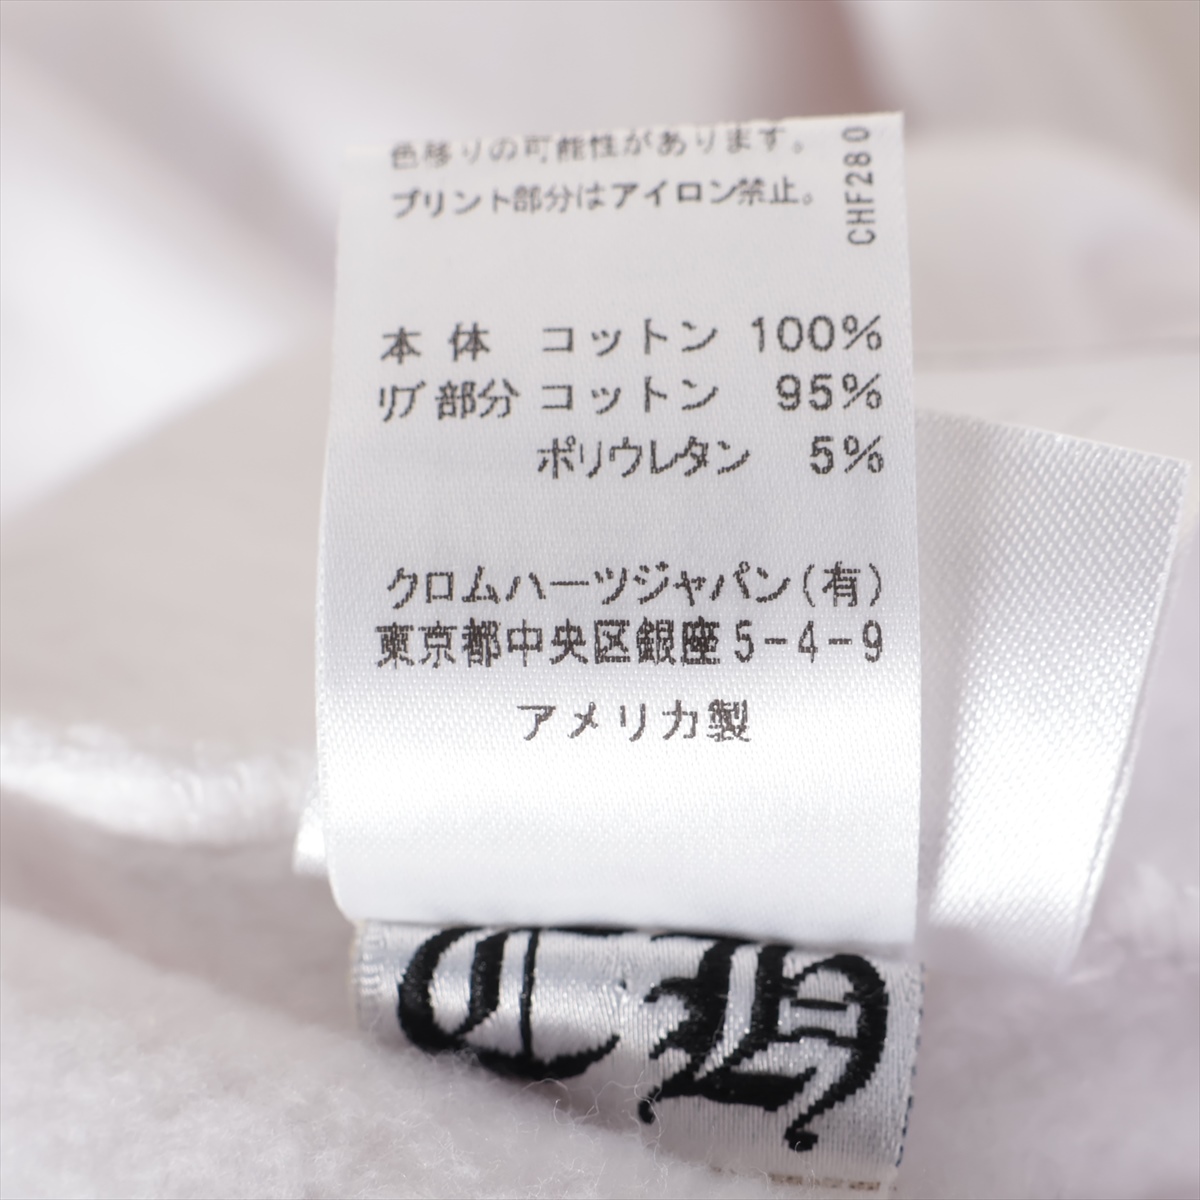 色移りの可能性があります。
プリント部分はアイロン禁止。
CHF280
本体 コットン 100%
リブ部分 コットン 95%
ポリウレタン 5%
クロムハーツジャパン(有)
東京都中央区銀座5-4-9
アメリカ製
CH